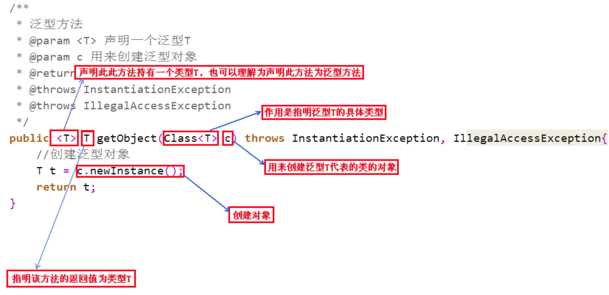 /**
* 泛型方法
* @param <T> 声明一个泛型T
* @param c 用来创建泛型对象
* @return
声明此此方法持有一个类型T，也可以理解为声明此方法为泛型方法
* @throws InstantiationException
* @throws IllegalAccessException
作用是指明泛型T的具体类型
*/
public <T> T getObject(Class<T> c) throws InstantiationException, IllegalAccessException{
//创建泛型对象
用来创建泛型T代表的类的对象
T t = c.newInstance();
return t;
}
创建对象
指明该方法的返回值为类型T